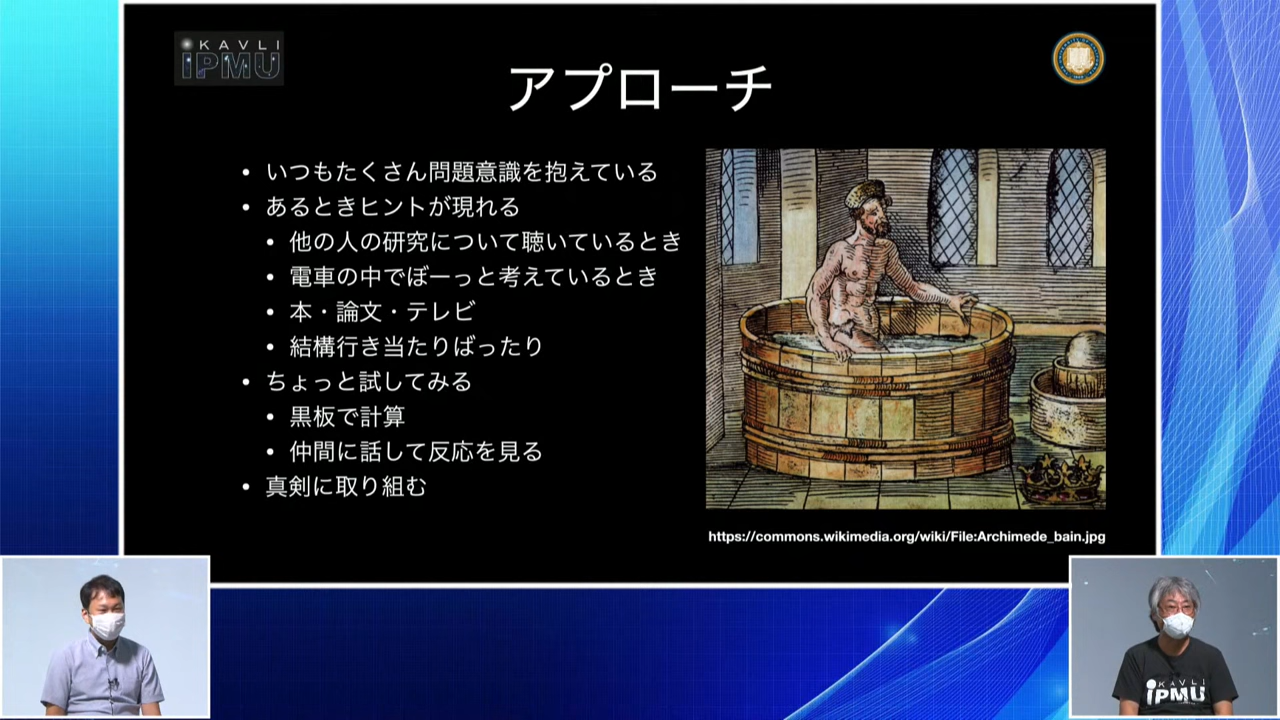 KAVLI
IPMU
アプローチ
• いつもたくさん問題意識を抱えている
• あるときヒントが現れる
• 他の人の研究について聴いているとき
• 電車の中でぼーっと考えているとき
• 本・論文・テレビ
• 結構行き当たりばったり
• ちょっと試してみる
• 黒板で計算
• 仲間に話して反応を見る
• 真剣に取り組む
https://commons.wikimedia.org/wiki/File:Archimede_bain.jpg
KAVLI
IPMU